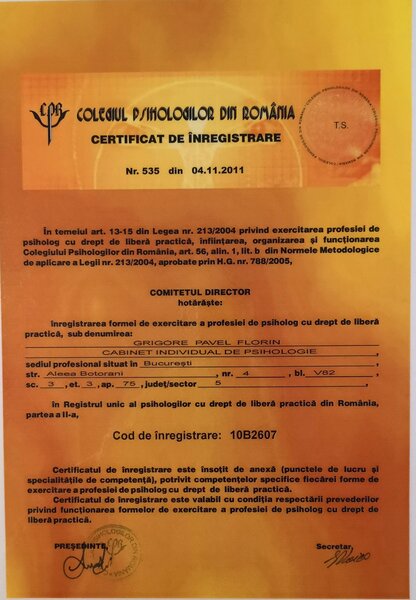 CPR
COLEGIUL PSIHOLOGILOR DIN ROMÂNIA
CERTIFICAT DE ÎNREGISTRARE
T.S.
Nr. 535 din 04.11.2011
În temeiul art. 13-15 din Legea nr. 213/2004 privind exercitarea profesiei de
psiholog cu drept de liberă practică, înființarea, organizarea și funcționarea
Colegiului Psihologilor din România, art. 56, alin. 1, lit. b din Normele Metodologice
de aplicare a Legii nr. 213/2004, aprobate prin H.G. nr. 788/2005,
COMITETUL DIRECTOR
hotărăște:
înregistrarea formei de exercitare a profesiei de psiholog cu drept de liberă
practică, sub denumirea:
GRIGORE PAVEL FLORIN
CABINET INDIVIDUAL DE PSIHOLOGIE,
sediul profesional situat în București,
str. Aleea Botorani, nr. 4, bl. V82,
sc. 3, et. 3, ap. 75, județ/sector 5
în Registrul unic al psihologilor cu drept de liberă practică din România,
partea a II-a,
Cod de înregistrare: 10B2607
Certificatul de înregistrare este însoțit de anexă (punctele de lucru și
specialitățile de competență), potrivit competențelor specifice fiecărei forme de
exercitare a profesiei de psiholog cu drept de liberă practică.
Certificatul de înregistrare este valabil cu condiția respectării prevederilor
privind funcționarea formelor de exercitare a profesiei de psiholog cu drept de
liberă practică.
PREȘEDINTE,
Secretar,